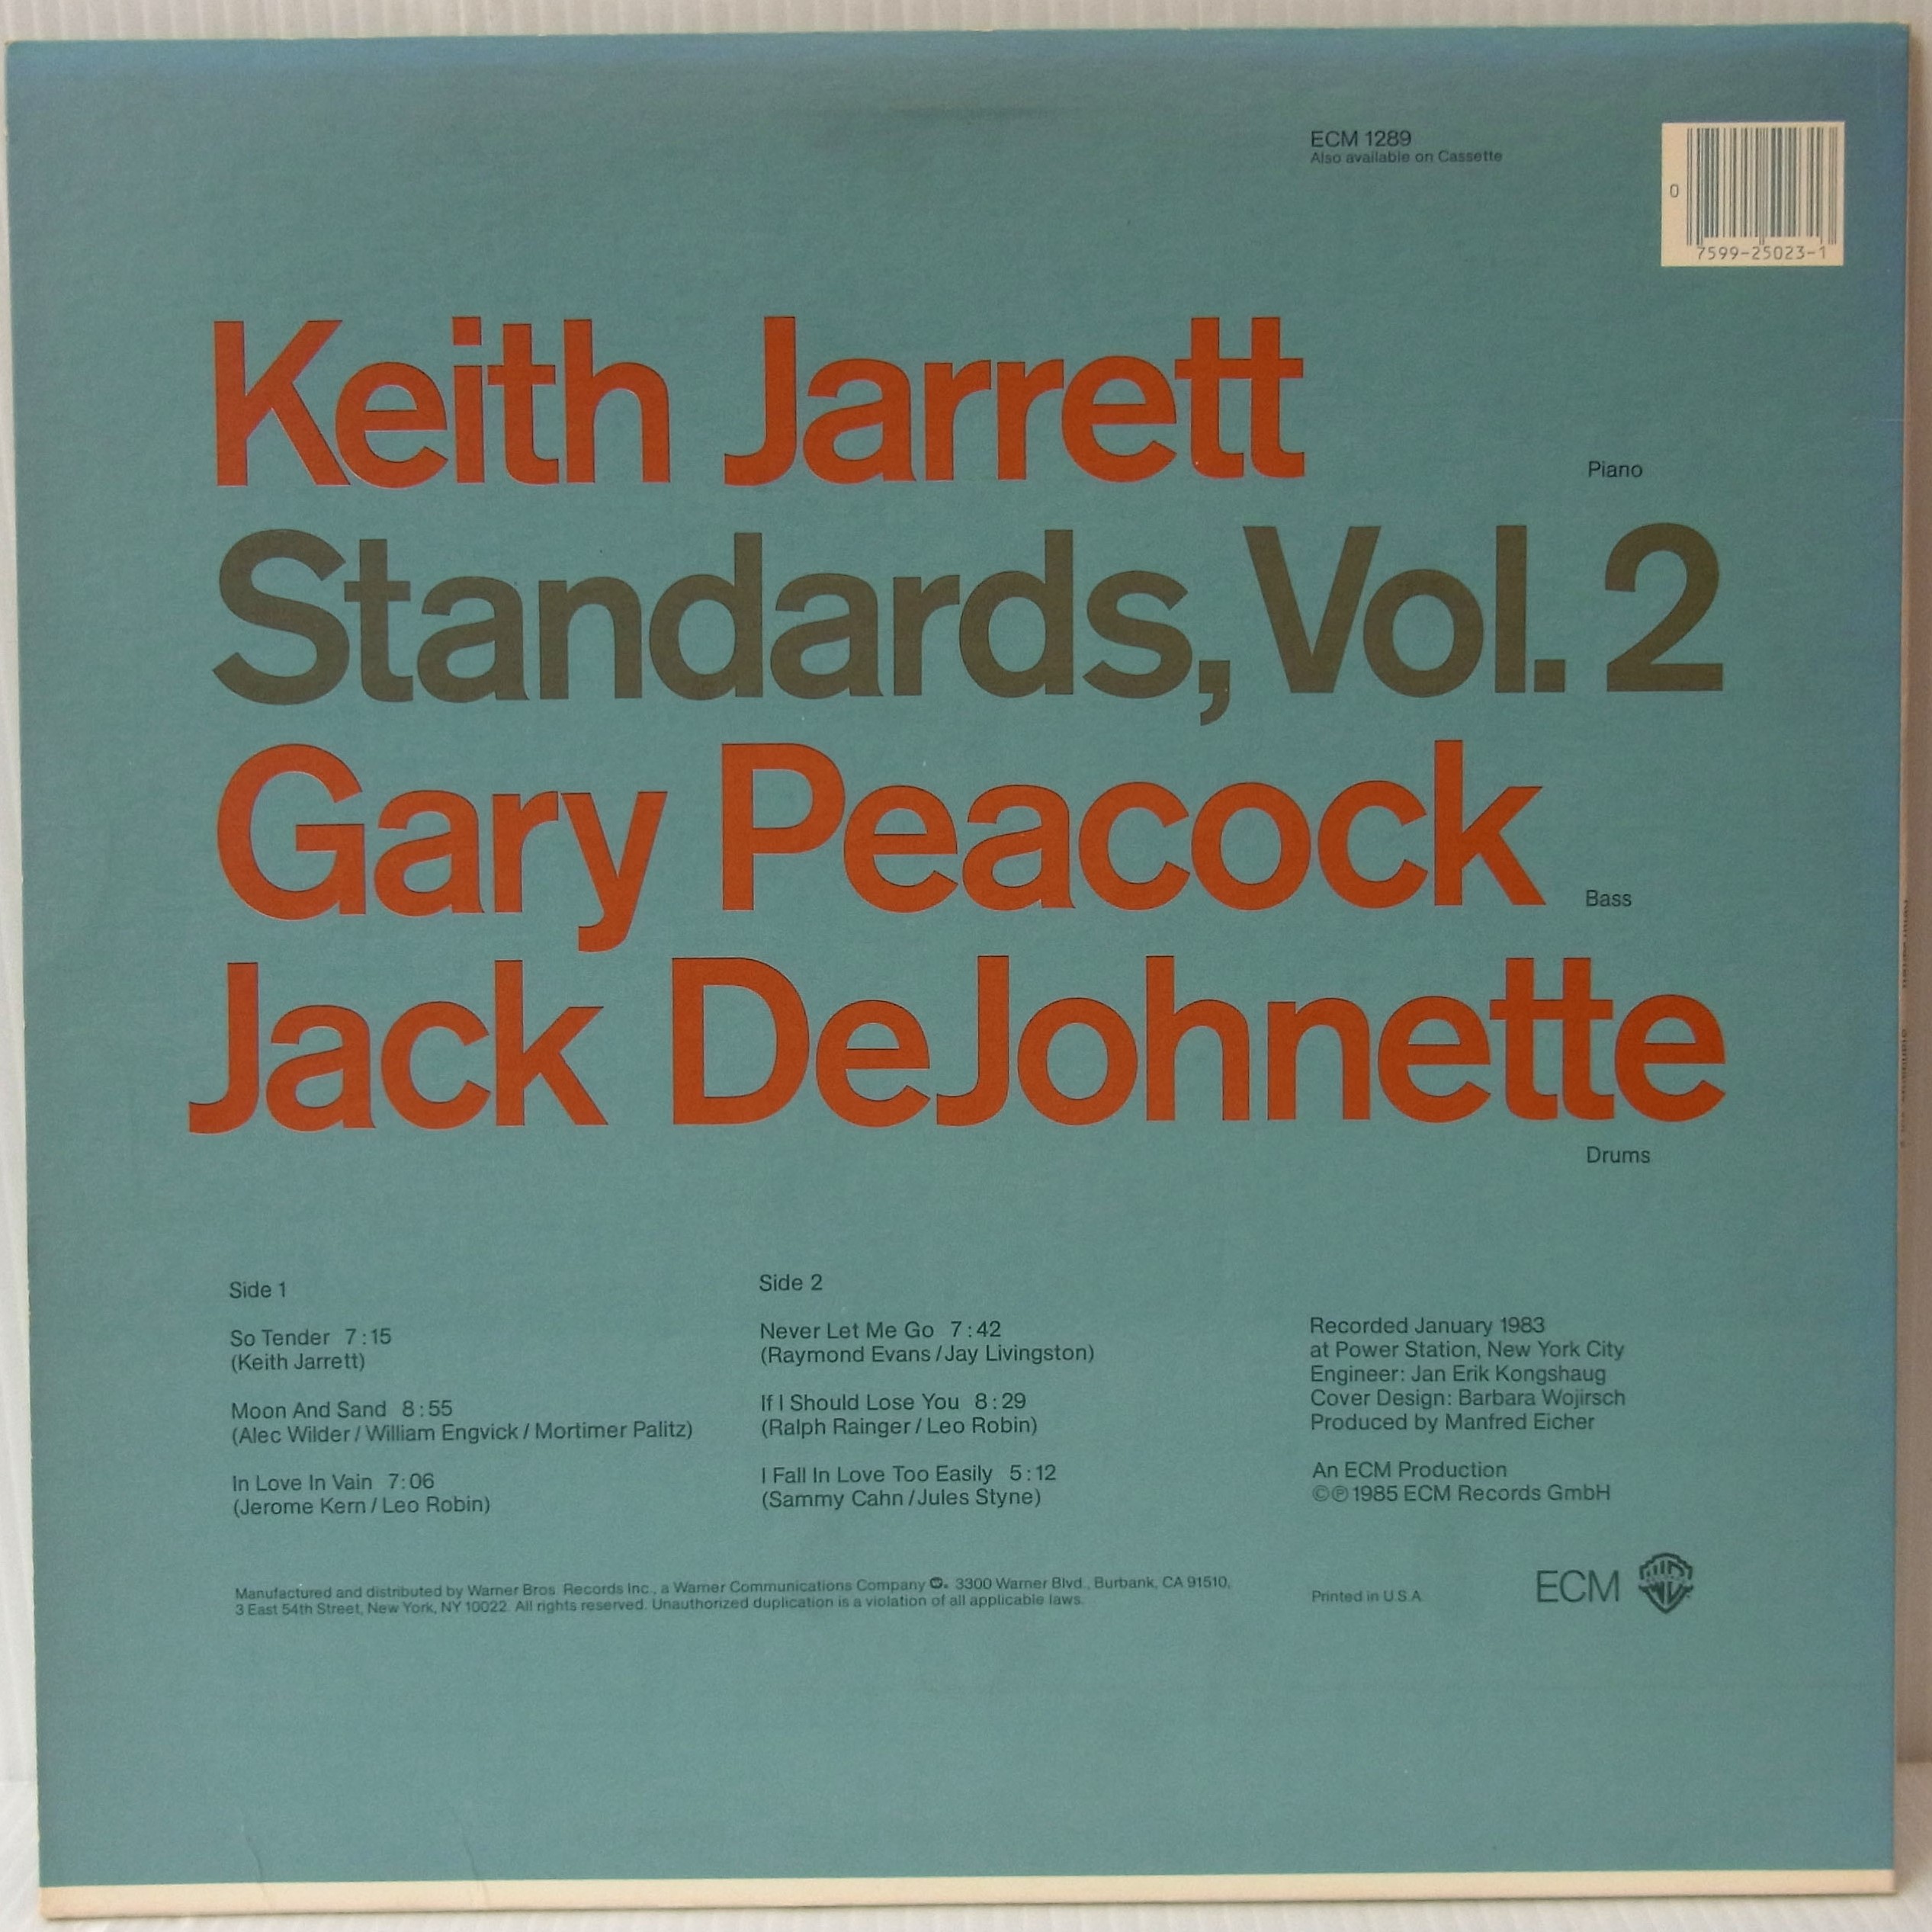 ECM 1289
Also available on Cassette
0
7599-25023-1
Keith Jarrett
Piano
Standards, Vol. 2
Gary Peacock
Bass
Jack DeJohnette
Drums
Side 1
So Tender 7:15
(Keith Jarrett)
Moon And Sand 8:55
(Alec Wilder / William Engvick / Mortimer Palitz)
In Love In Vain 7:06
(Jerome Kern / Leo Robin)
Side 2
Never Let Me Go 7:42
(Raymond Evans / Jay Livingston)
If I Should Lose You 8:29
(Ralph Rainger / Leo Robin)
I Fall In Love Too Easily 5:12
(Sammy Cahn / Jules Styne)
Recorded January 1983
at Power Station, New York City
Engineer: Jan Erik Kongshaug
Cover Design: Barbara Wojirsch
Produced by Manfred Eicher
An ECM Production
©℗ 1985 ECM Records GmbH
Manufactured and distributed by Warner Bros. Records Inc., a Warner Communications Company. 3300 Warner Blvd., Burbank, CA 91510,
3 East 54th Street, New York, NY 10022. All rights reserved. Unauthorized duplication is a violation of all applicable laws.
Printed in U.S.A.
ECM